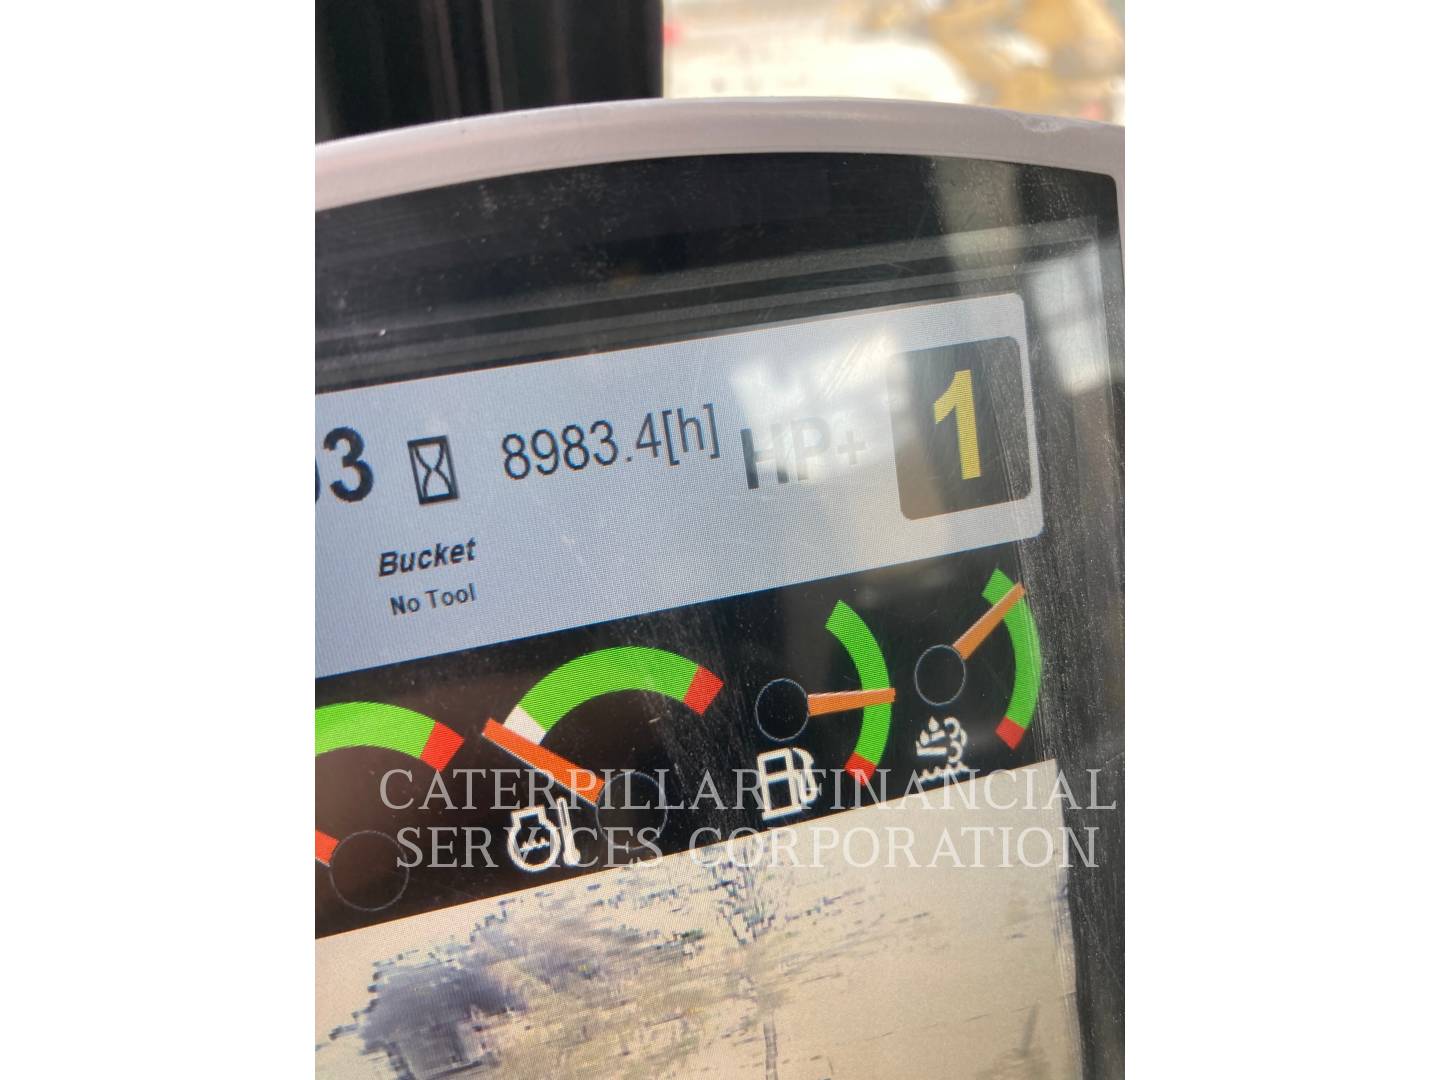 3 8983.4[h] HP+ 1
Bucket
No Tool
CATERPILLAR FINANCIAL
SERVICES CORPORATION